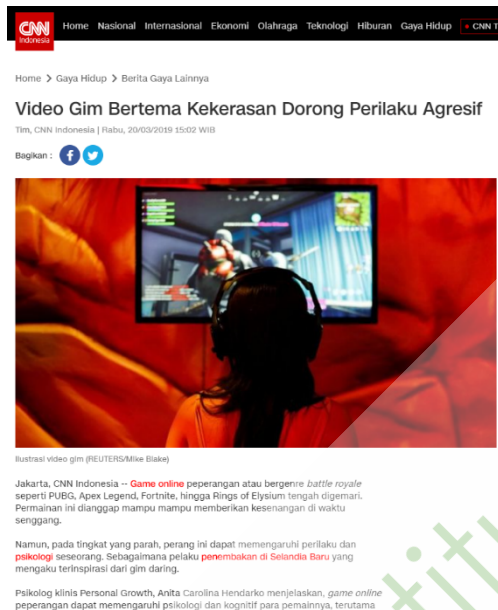 CNN
Indonesia
Home Nasional Internasional Ekonomi Olahraga Teknologi Hiburan Gaya Hidup • CNN T
Home > Gaya Hidup > Berita Gaya Lainnya
Video Gim Bertema Kekerasan Dorong Perilaku Agresif
Tim, CNN Indonesia | Rabu, 20/03/2019 15:02 WIB
Bagikan :
Ilustrasi video gim (REUTERS/Mike Blake)
Jakarta, CNN Indonesia -- Game online peperangan atau bergenre battle royale
seperti PUBG, Apex Legend, Fortnite, hingga Rings of Elysium tengah digemari.
Permainan ini dianggap mampu mampu memberikan kesenangan di waktu
senggang.
Namun, pada tingkat yang parah, perang ini dapat memengaruhi perilaku dan
psikologi seseorang. Sebagaimana pelaku penembakan di Selandia Baru yang
mengaku terinspirasi dari gim daring.
Psikolog klinis Personal Growth, Anita Carolina Hendarko menjelaskan, game online
peperangan dapat memengaruhi psikologi dan kognitif para pemainnya, terutama